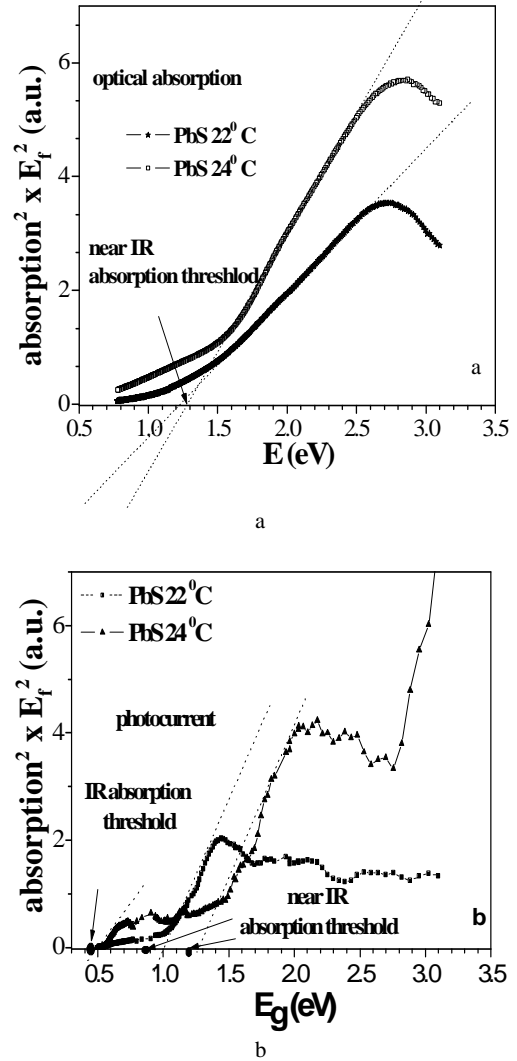 6
4
2
0
absorption² x E_f² (a.u.)
optical absorption
PbS 22⁰ C
PbS 24⁰ C
near IR
absorption threshlod
a
0.5 1.0 1.5 2.0 2.5 3.0 3.5
E (eV)
a
6
4
2
0
absorption² x E_f² (a.u.)
PbS 22⁰ C
PbS 24⁰ C
photocurrent
IR absorption
threshold
near IR
absorption threshold
b
0.5 1.0 1.5 2.0 2.5 3.0 3.5
E_g (eV)
b